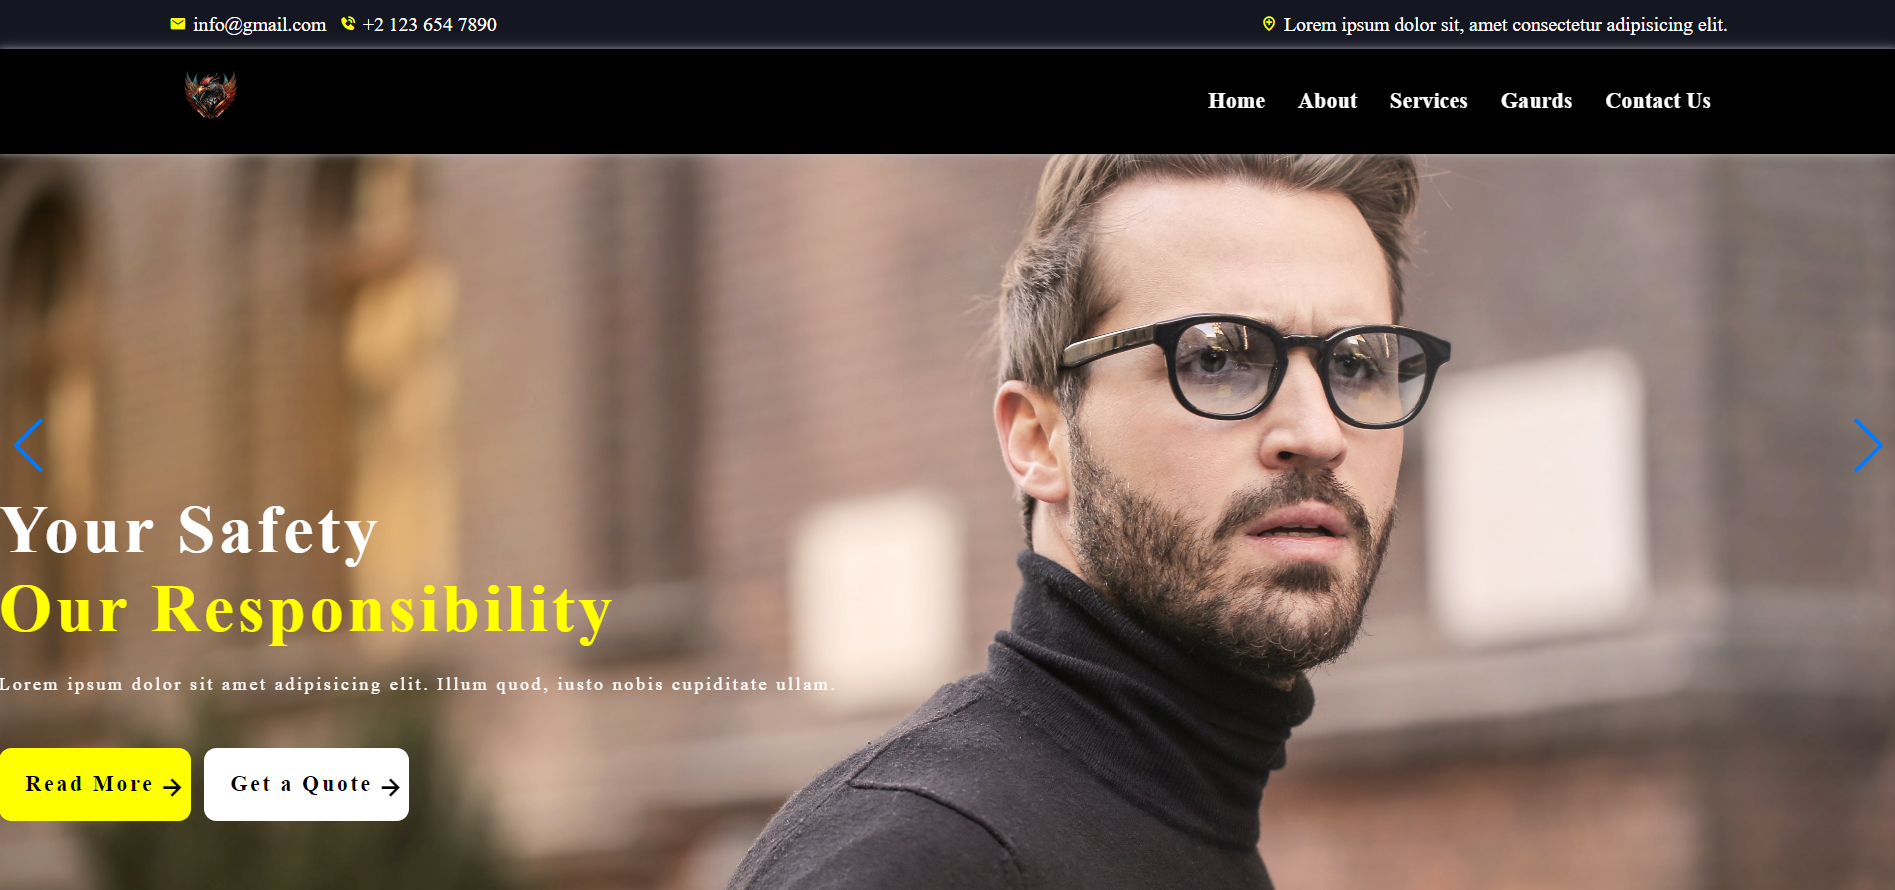 info@gmail.com +2 123 654 7890 Lorem ipsum dolor sit, amet consectetur adipisicing elit.
Home About Services Gaurds Contact Us
Your Safety
Our Responsibility
Lorem ipsum dolor sit amet adipisicing elit. Illum quod, iusto nobis cupiditate ullam.
Read More Get a Quote